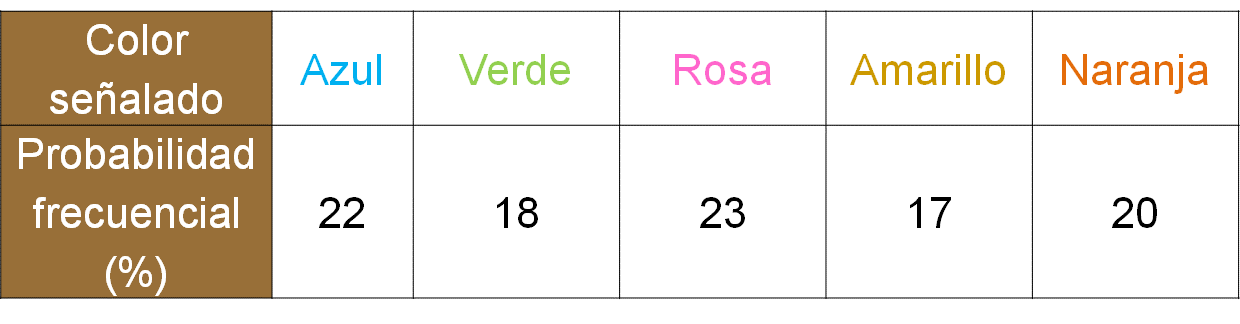 Color
señalado
Azul
Verde
Rosa
Amarillo
Naranja
Probabilidad
frecuencial
(%)
22
18
23
17
20